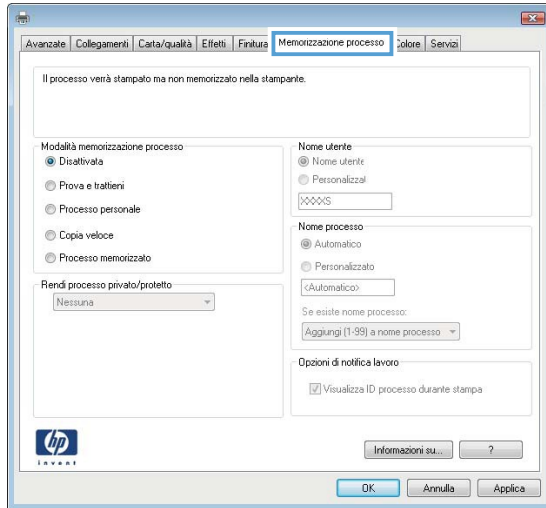 Avanzate Collegamenti Carta/qualità Effetti Finitura Memorizzazione processo Colore Servizi
Il processo verrà stampato ma non memorizzato nella stampante.
Modalità memorizzazione processo
Disattivata
Prova e trattieni
Processo personale
Copia veloce
Processo memorizzato
Rendi processo privato/protetto
Nessuna
Nome utente
Nome utente
Personalizzat
Nome processo
Automatico
Personalizzato
<Automatico>
Se esiste nome processo:
Aggiungi (1-99) a nome processo
Opzioni di notifica lavoro
Visualizza ID processo durante stampa
hp
invent
Informazioni su... ?
OK Annulla Applica